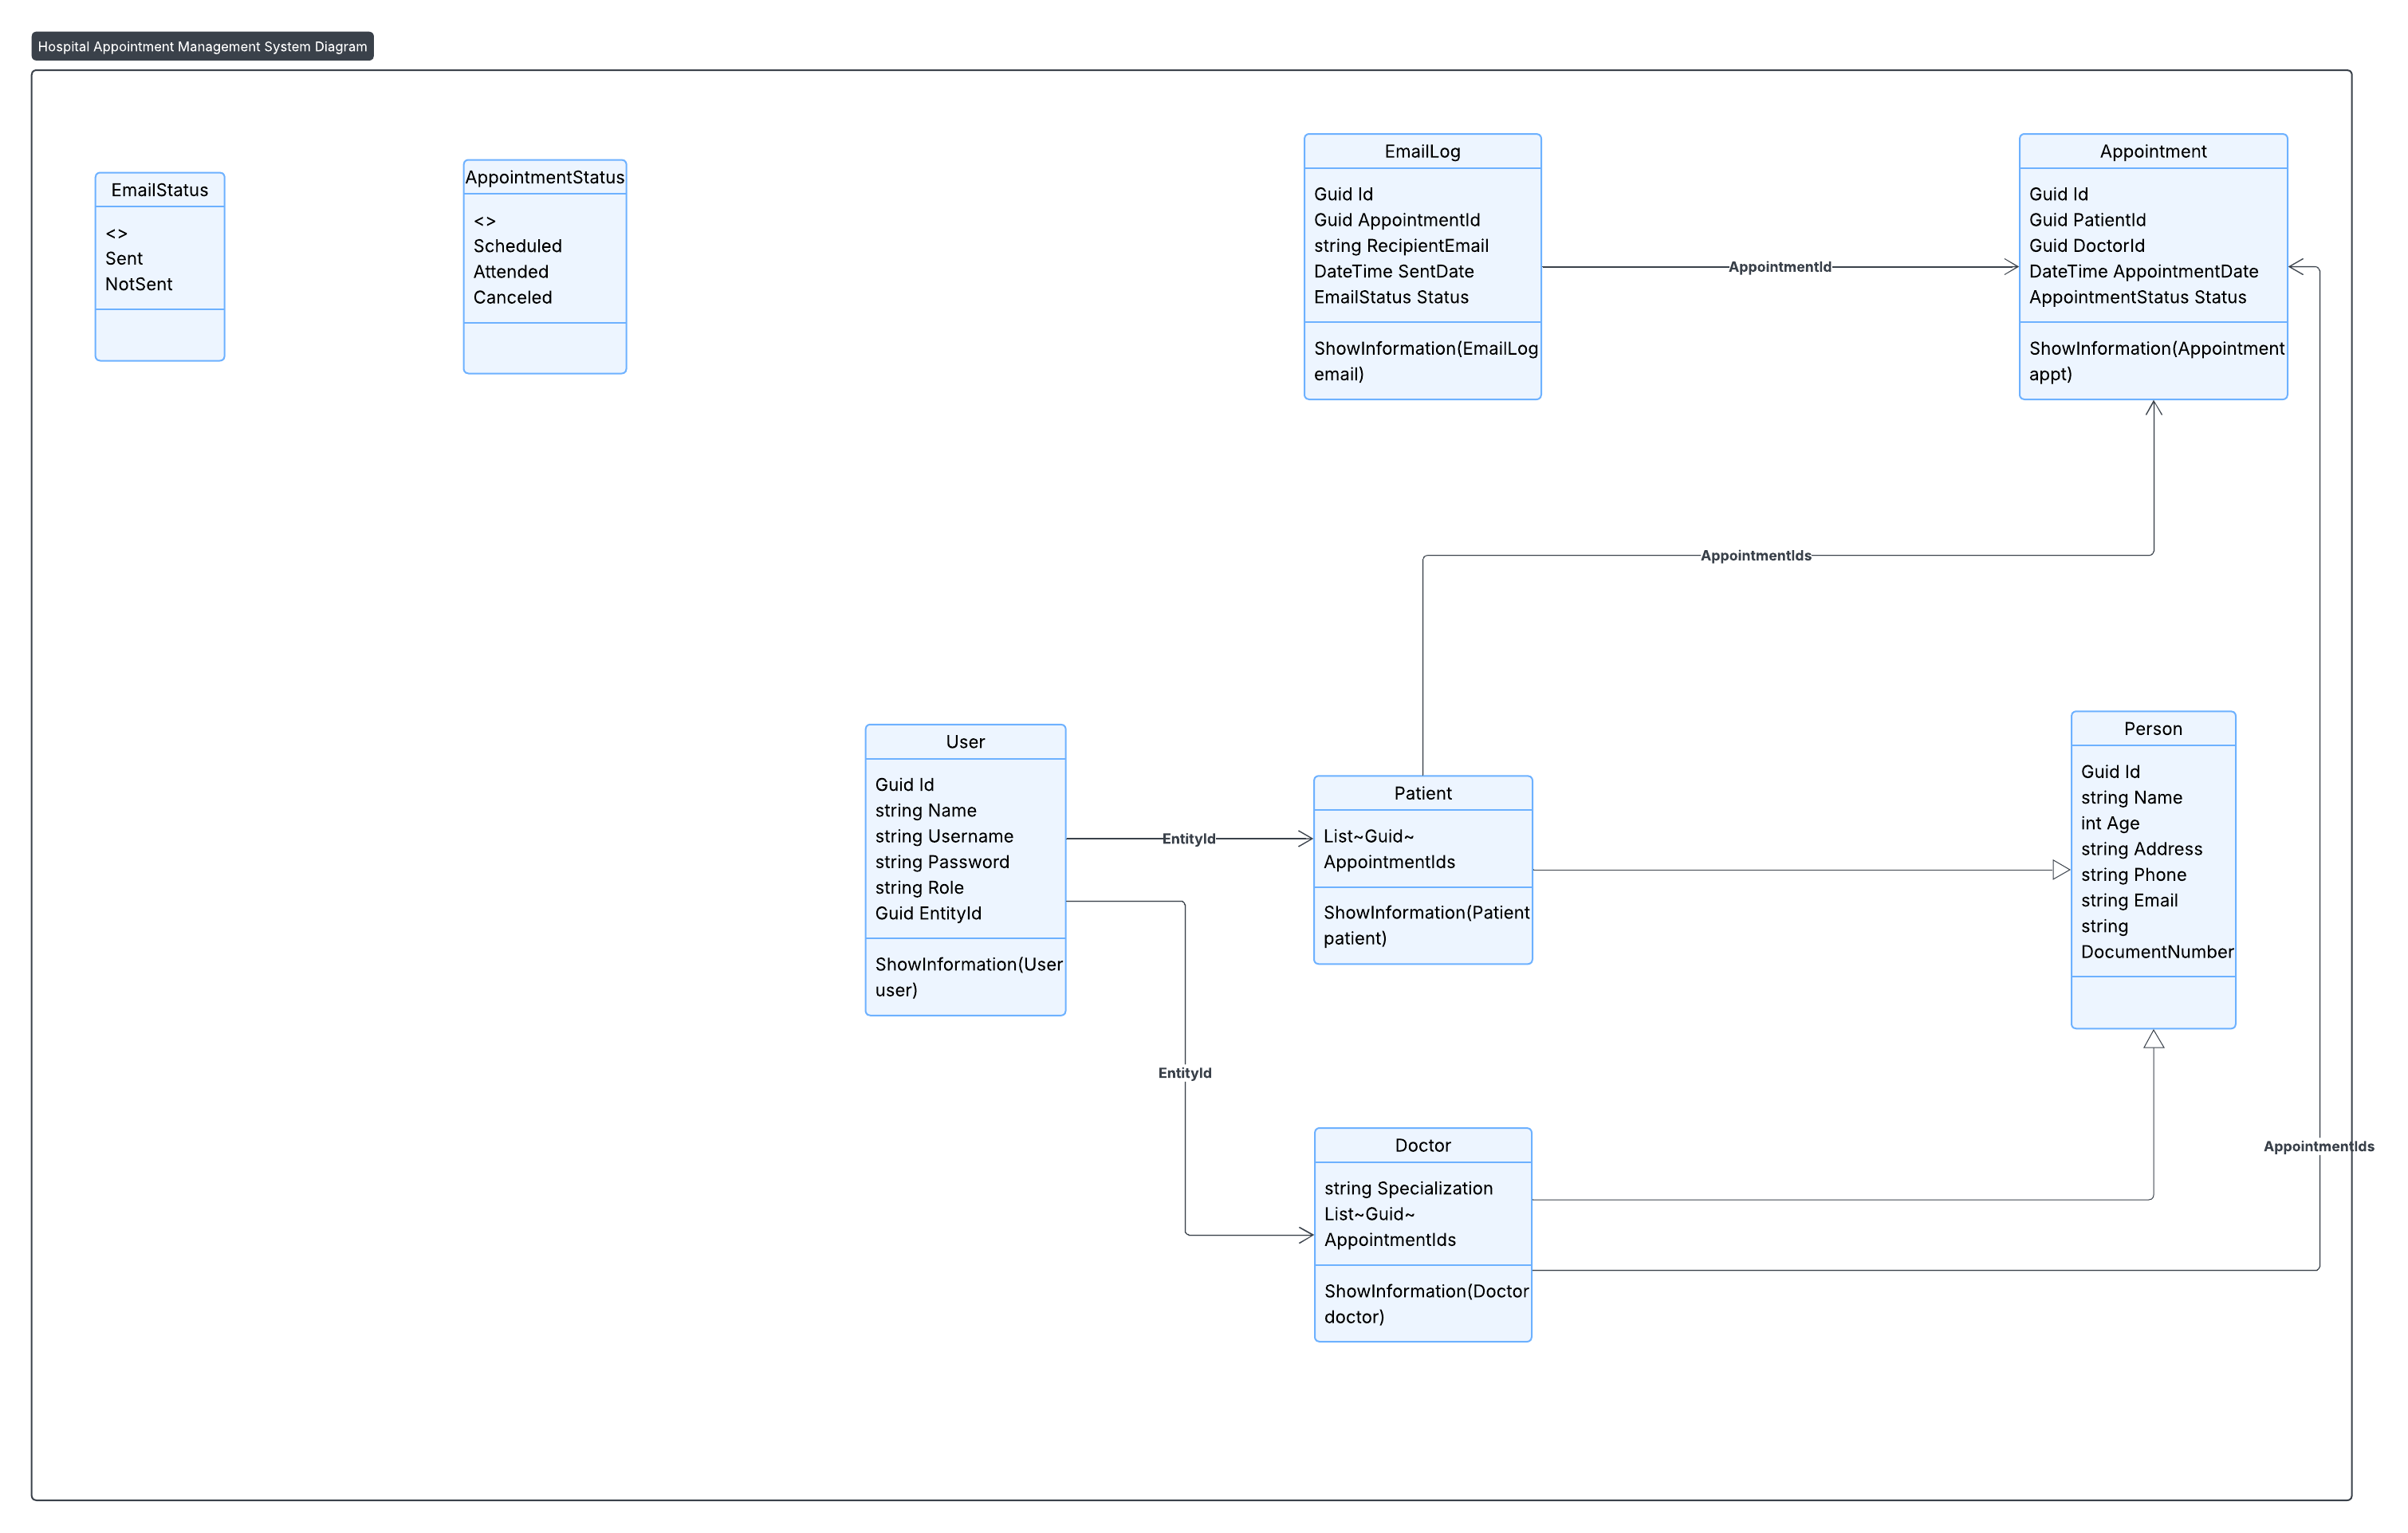 Hospital Appointment Management System Diagram
EmailStatus
<>
Sent
NotSent
AppointmentStatus
<>
Scheduled
Attended
Canceled
EmailLog
Guid Id
Guid AppointmentId
string RecipientEmail
DateTime SentDate
EmailStatus Status
ShowInformation(EmailLog
email)
AppointmentId
Appointment
Guid Id
Guid PatientId
Guid DoctorId
DateTime AppointmentDate
AppointmentStatus Status
ShowInformation(Appointment
appt)
AppointmentIds
User
Guid Id
string Name
string Username
string Password
string Role
Guid EntityId
ShowInformation(User
user)
EntityId
Patient
List~Guid~
AppointmentIds
ShowInformation(Patient
patient)
Person
Guid Id
string Name
int Age
string Address
string Phone
string Email
string
DocumentNumber
EntityId
Doctor
string Specialization
List~Guid~
AppointmentIds
ShowInformation(Doctor
doctor)
AppointmentIds